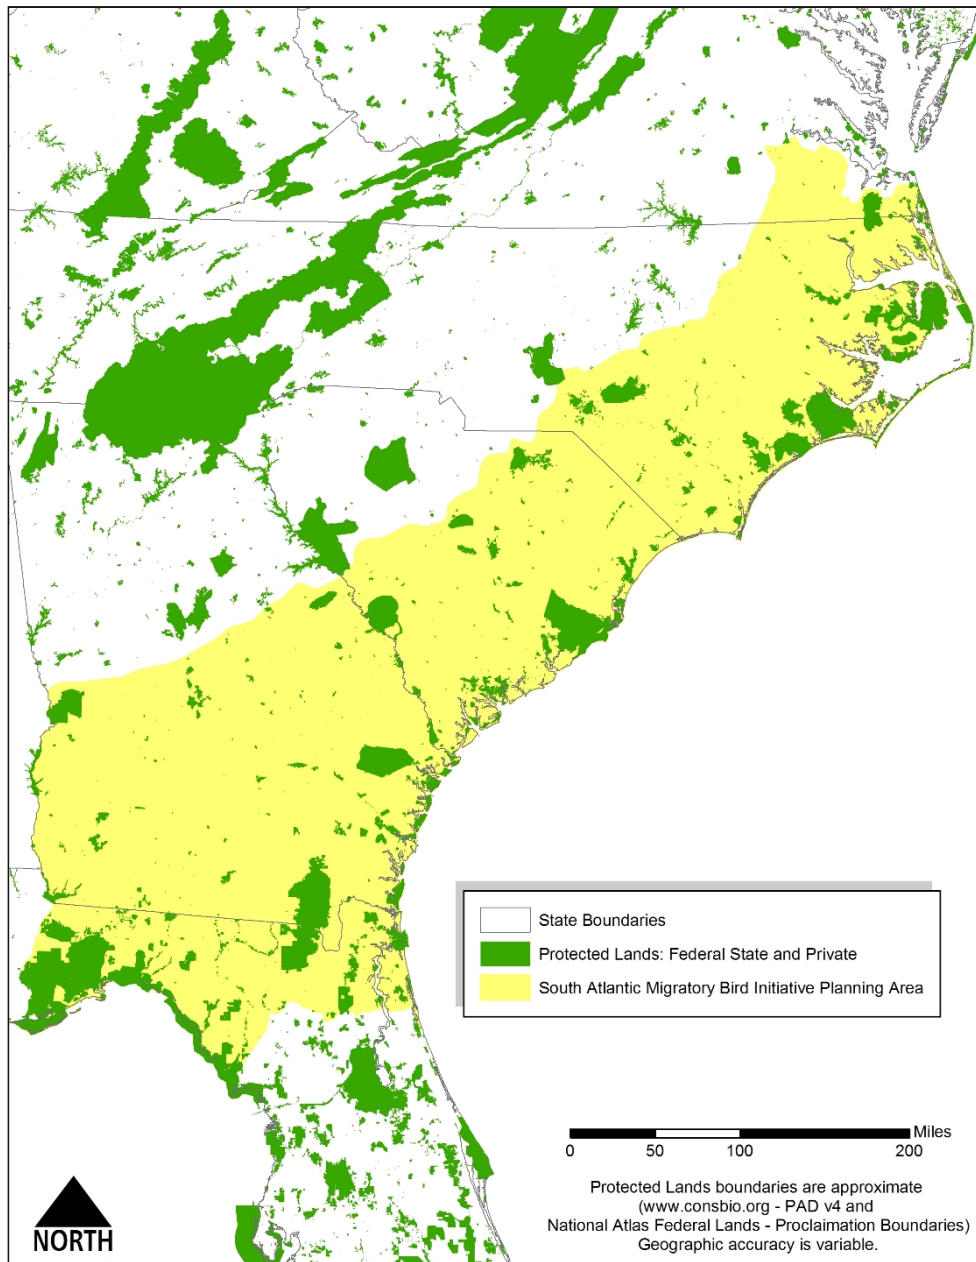 State Boundaries
Protected Lands: Federal State and Private
South Atlantic Migratory Bird Initiative Planning Area
Miles
0 50 100 200
Protected Lands boundaries are approximate
(www.consbio.org - PAD v4 and
National Atlas Federal Lands - Proclaimation Boundaries)
Geographic accuracy is variable.
NORTH